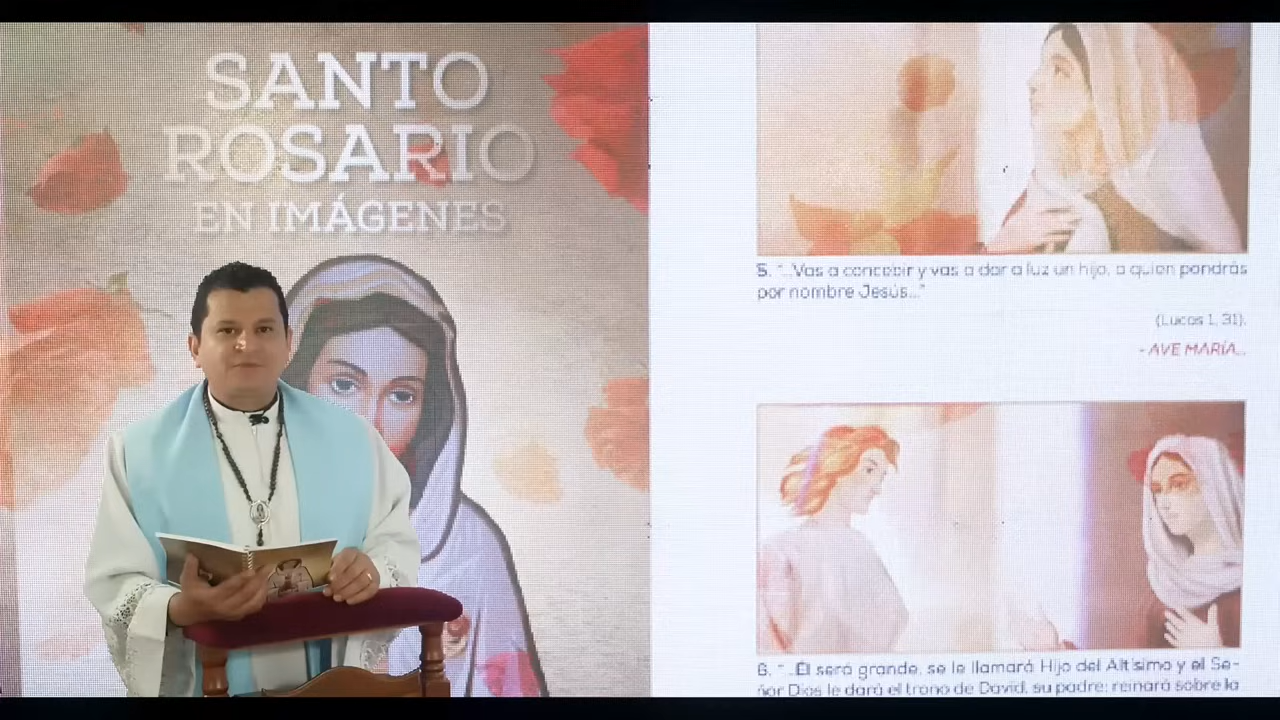 SANTO
ROSARIO
EN IMÁGENES
5. "...Vas a concebir y vas a dar a luz un hijo, a quien pondrás
por nombre Jesús..."
(Lucas 1, 31).
- AVE MARÍA...
6. "...Él será grande, se le llamará Hijo del Altísimo y el Se-
ñor Dios le dará el trono de David, su padre; reinará sobre la